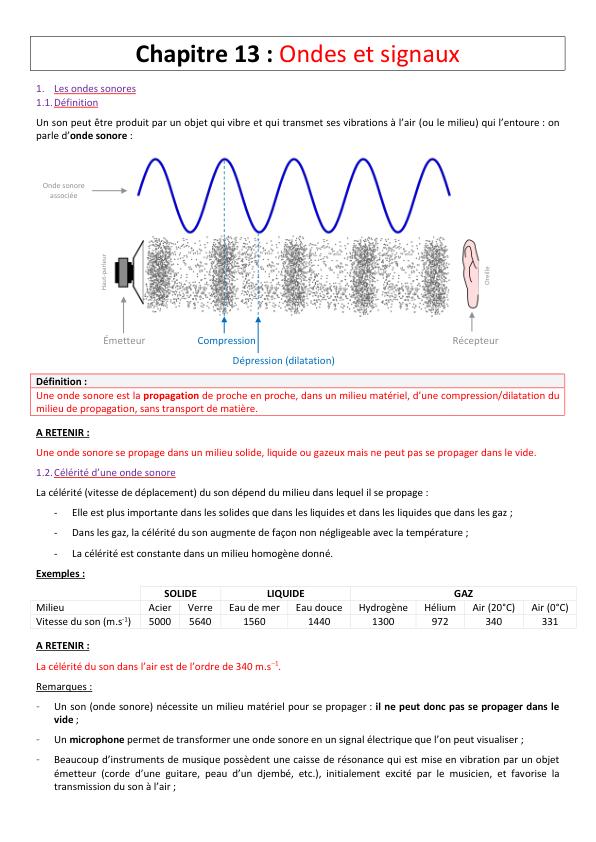 Chapitre 13 : Ondes et signaux
1. Les ondes sonores
1.1. Définition
Un son peut être produit par un objet qui vibre et qui transmet ses vibrations à l'air (ou le milieu) qui l'entoure : on
parle d'onde sonore :
Onde sonore
associée
Haut-parleur
Oreille
Émetteur
Compression
Récepteur
Dépression (dilatation)
Définition :
Une onde sonore est la propagation de proche en proche, dans un milieu matériel, d'une compression/dilatation du
milieu de propagation, sans transport de matière.
A RETENIR :
Une onde sonore se propage dans un milieu solide, liquide ou gazeux mais ne peut pas se propager dans le vide.
1.2. Célérité d'une onde sonore
La célérité (vitesse de déplacement) du son dépend du milieu dans lequel il se propage :
- Elle est plus importante dans les solides que dans les liquides et dans les liquides que dans les gaz ;
- Dans les gaz, la célérité du son augmente de façon non négligeable avec la température ;
- La célérité est constante dans un milieu homogène donné.
Exemples :
SOLIDE LIQUIDE GAZ
Milieu Acier Verre Eau de mer Eau douce Hydrogène Hélium Air (20°C) Air (0°C)
Vitesse du son (m.s⁻¹) 5000 5640 1560 1440 1300 972 340 331
A RETENIR :
La célérité du son dans l'air est de l'ordre de 340 m.s⁻¹.
Remarques :
- Un son (onde sonore) nécessite un milieu matériel pour se propager : il ne peut donc pas se propager dans le
vide ;
- Un microphone permet de transformer une onde sonore en un signal électrique que l'on peut visualiser ;
- Beaucoup d'instruments de musique possèdent une caisse de résonance qui est mise en vibration par un objet
émetteur (corde d'une guitare, peau d'un djembé, etc.), initialement excité par le musicien, et favorise la
transmission du son à l'air ;